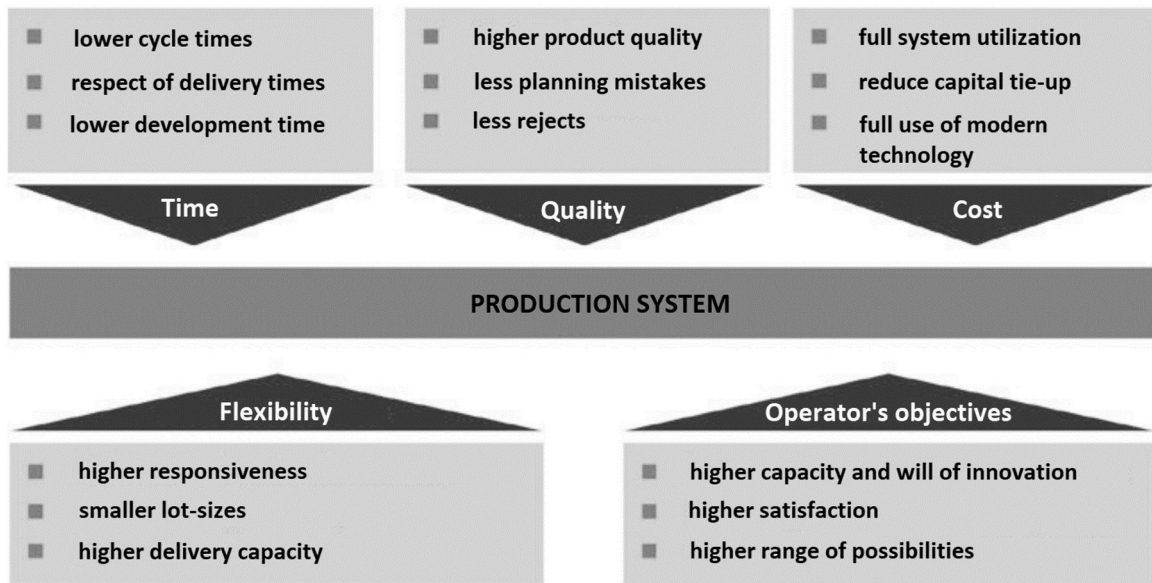 lower cycle times
respect of delivery times
lower development time
Time
higher product quality
less planning mistakes
less rejects
Quality
full system utilization
reduce capital tie-up
full use of modern
technology
Cost
PRODUCTION SYSTEM
Flexibility
higher responsiveness
smaller lot-sizes
higher delivery capacity
Operator's objectives
higher capacity and will of innovation
higher satisfaction
higher range of possibilities